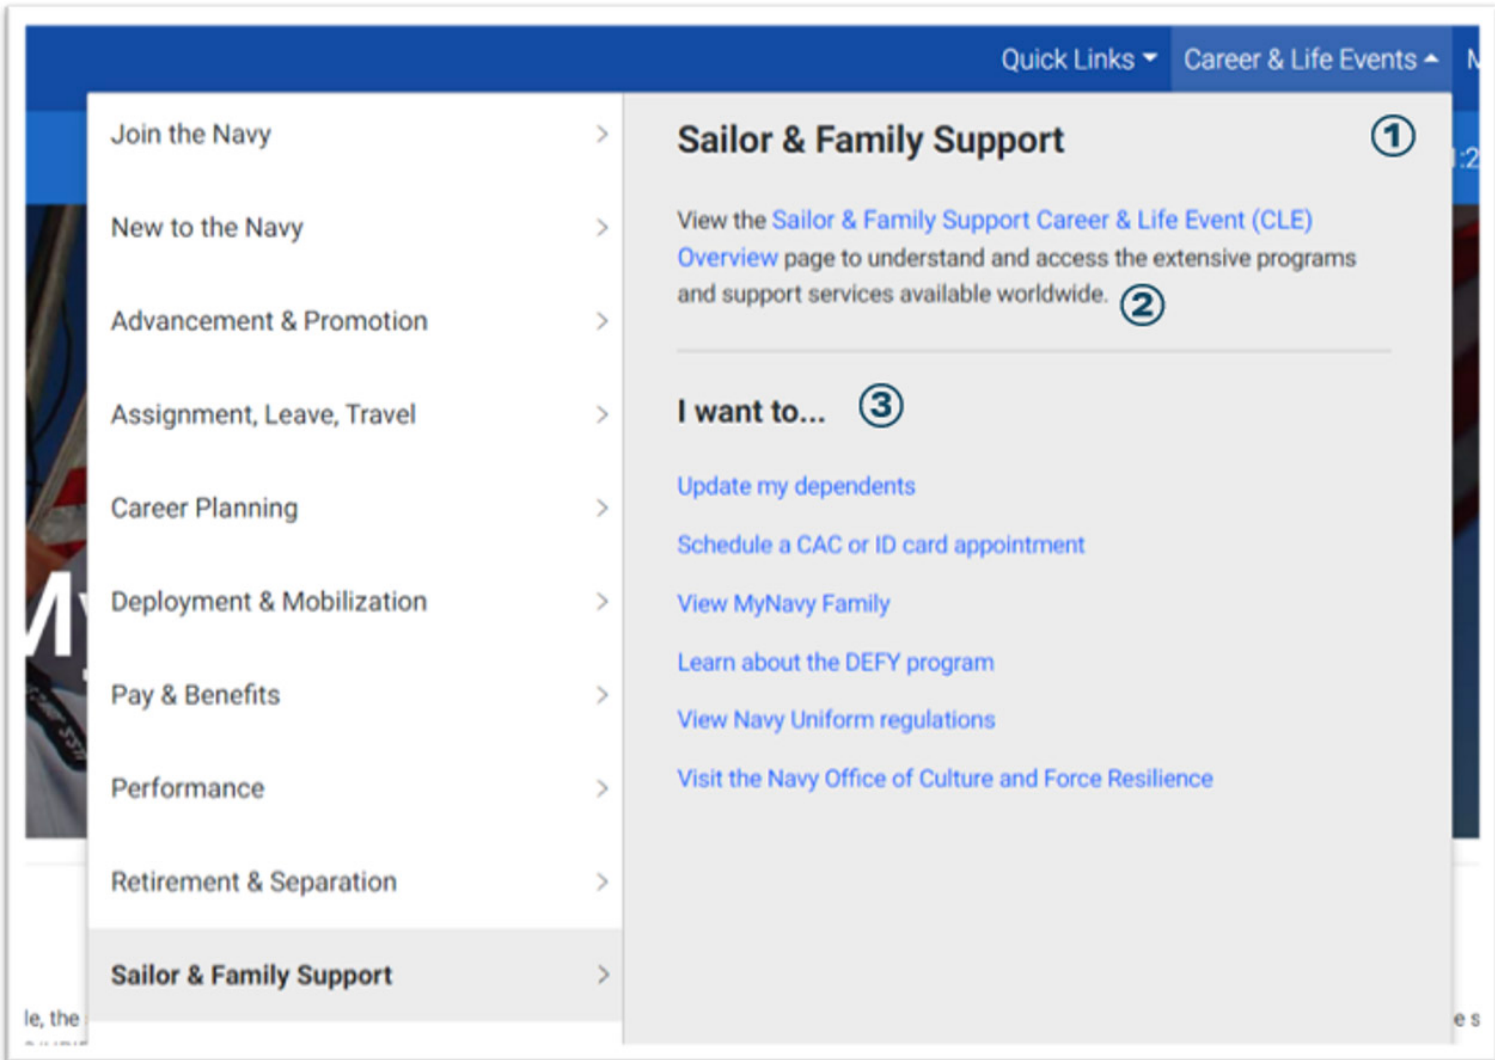 Quick Links Career & Life Events M
Join the Navy
New to the Navy
Advancement & Promotion
Assignment, Leave, Travel
Career Planning
Deployment & Mobilization
Pay & Benefits
Performance
Retirement & Separation
Sailor & Family Support
Sailor & Family Support ①
View the Sailor & Family Support Career & Life Event (CLE)
Overview page to understand and access the extensive programs
and support services available worldwide. ②
I want to... ③
Update my dependents
Schedule a CAC or ID card appointment
View MyNavy Family
Learn about the DEFY program
View Navy Uniform regulations
Visit the Navy Office of Culture and Force Resilience
:2
My
le, the
e s